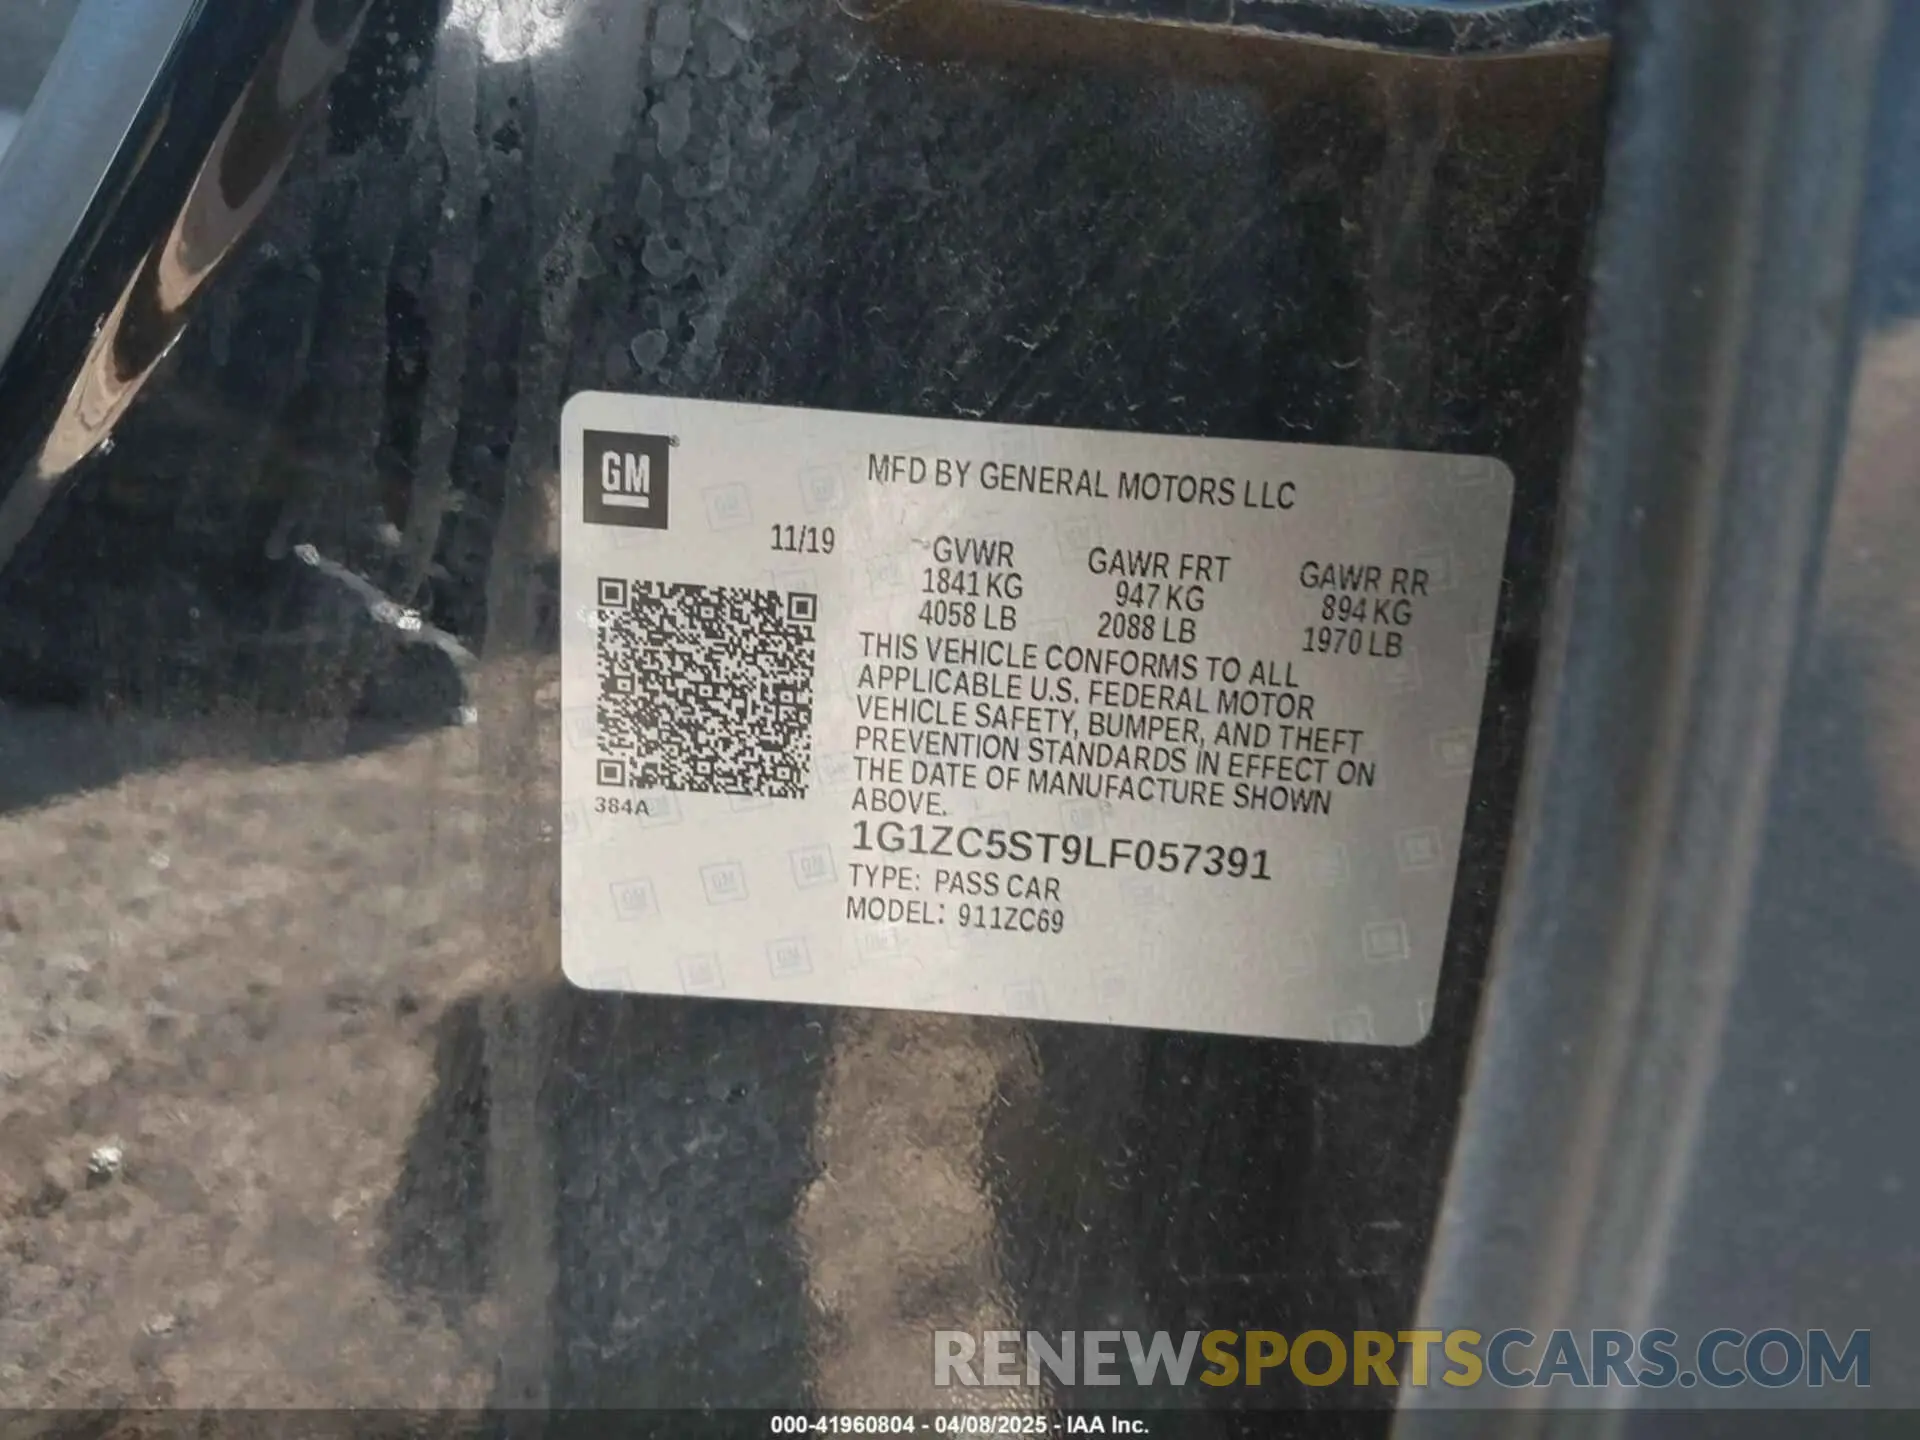 GM®
MFD BY GENERAL MOTORS LLC
11/19
GVWR GAWR FRT GAWR RR
1841 KG 947 KG 894 KG
4058 LB 2088 LB 1970 LB
THIS VEHICLE CONFORMS TO ALL
APPLICABLE U.S. FEDERAL MOTOR
VEHICLE SAFETY, BUMPER, AND THEFT
PREVENTION STANDARDS IN EFFECT ON
THE DATE OF MANUFACTURE SHOWN
ABOVE.
384A
1G1ZC5ST9LF057391
TYPE: PASS CAR
MODEL: 911ZC69
RENEWSPORTSCARS.COM
000-41960804 - 04/08/2025 - IAA Inc.